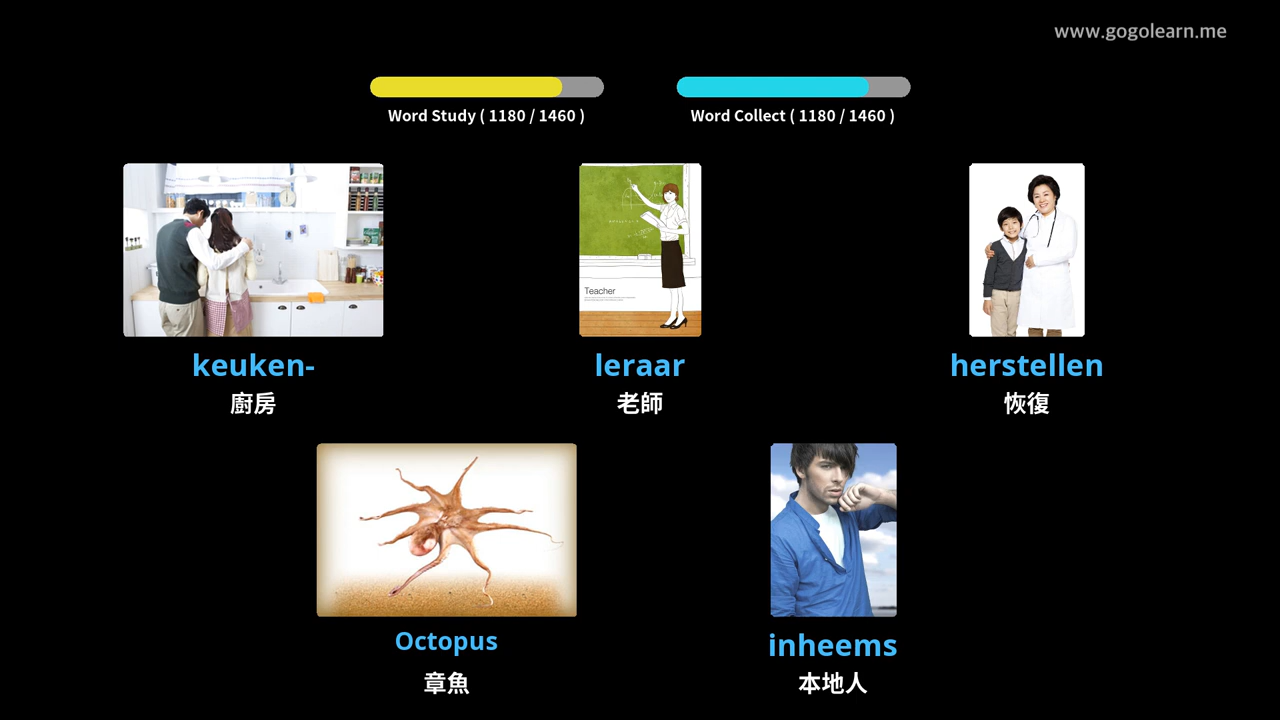 www.gogolearn.me
Word Study ( 1180 / 1460 )
Word Collect ( 1180 / 1460 )
Teacher
keuken-
廚房
leraar
老師
herstellen
恢復
Octopus
章魚
inheems
本地人